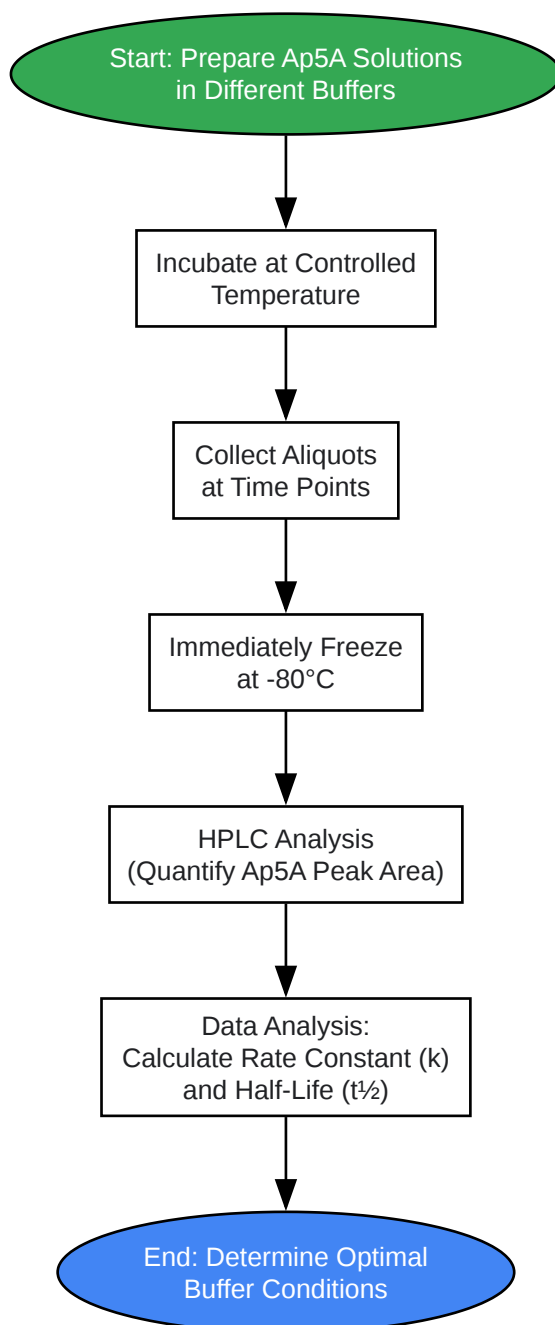 Start: Prepare Ap5A Solutions
in Different Buffers
Incubate at Controlled
Temperature
Collect Aliquots
at Time Points
Immediately Freeze
at -80°C
HPLC Analysis
(Quantify Ap5A Peak Area)
Data Analysis:
Calculate Rate Constant (k)
and Half-Life (t½)
End: Determine Optimal
Buffer Conditions